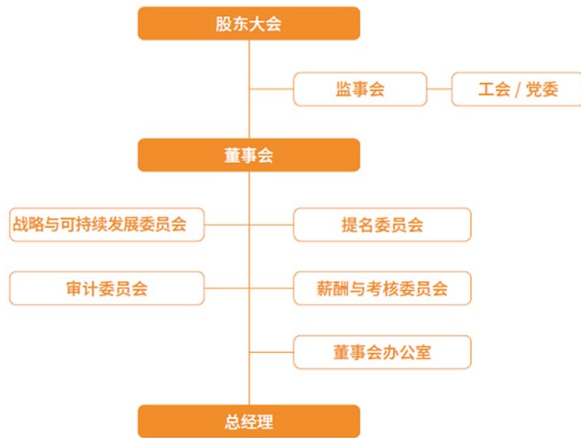 股东大会
监事会
工会 / 党委
董事会
战略与可持续发展委员会
提名委员会
审计委员会
薪酬与考核委员会
董事会办公室
总经理